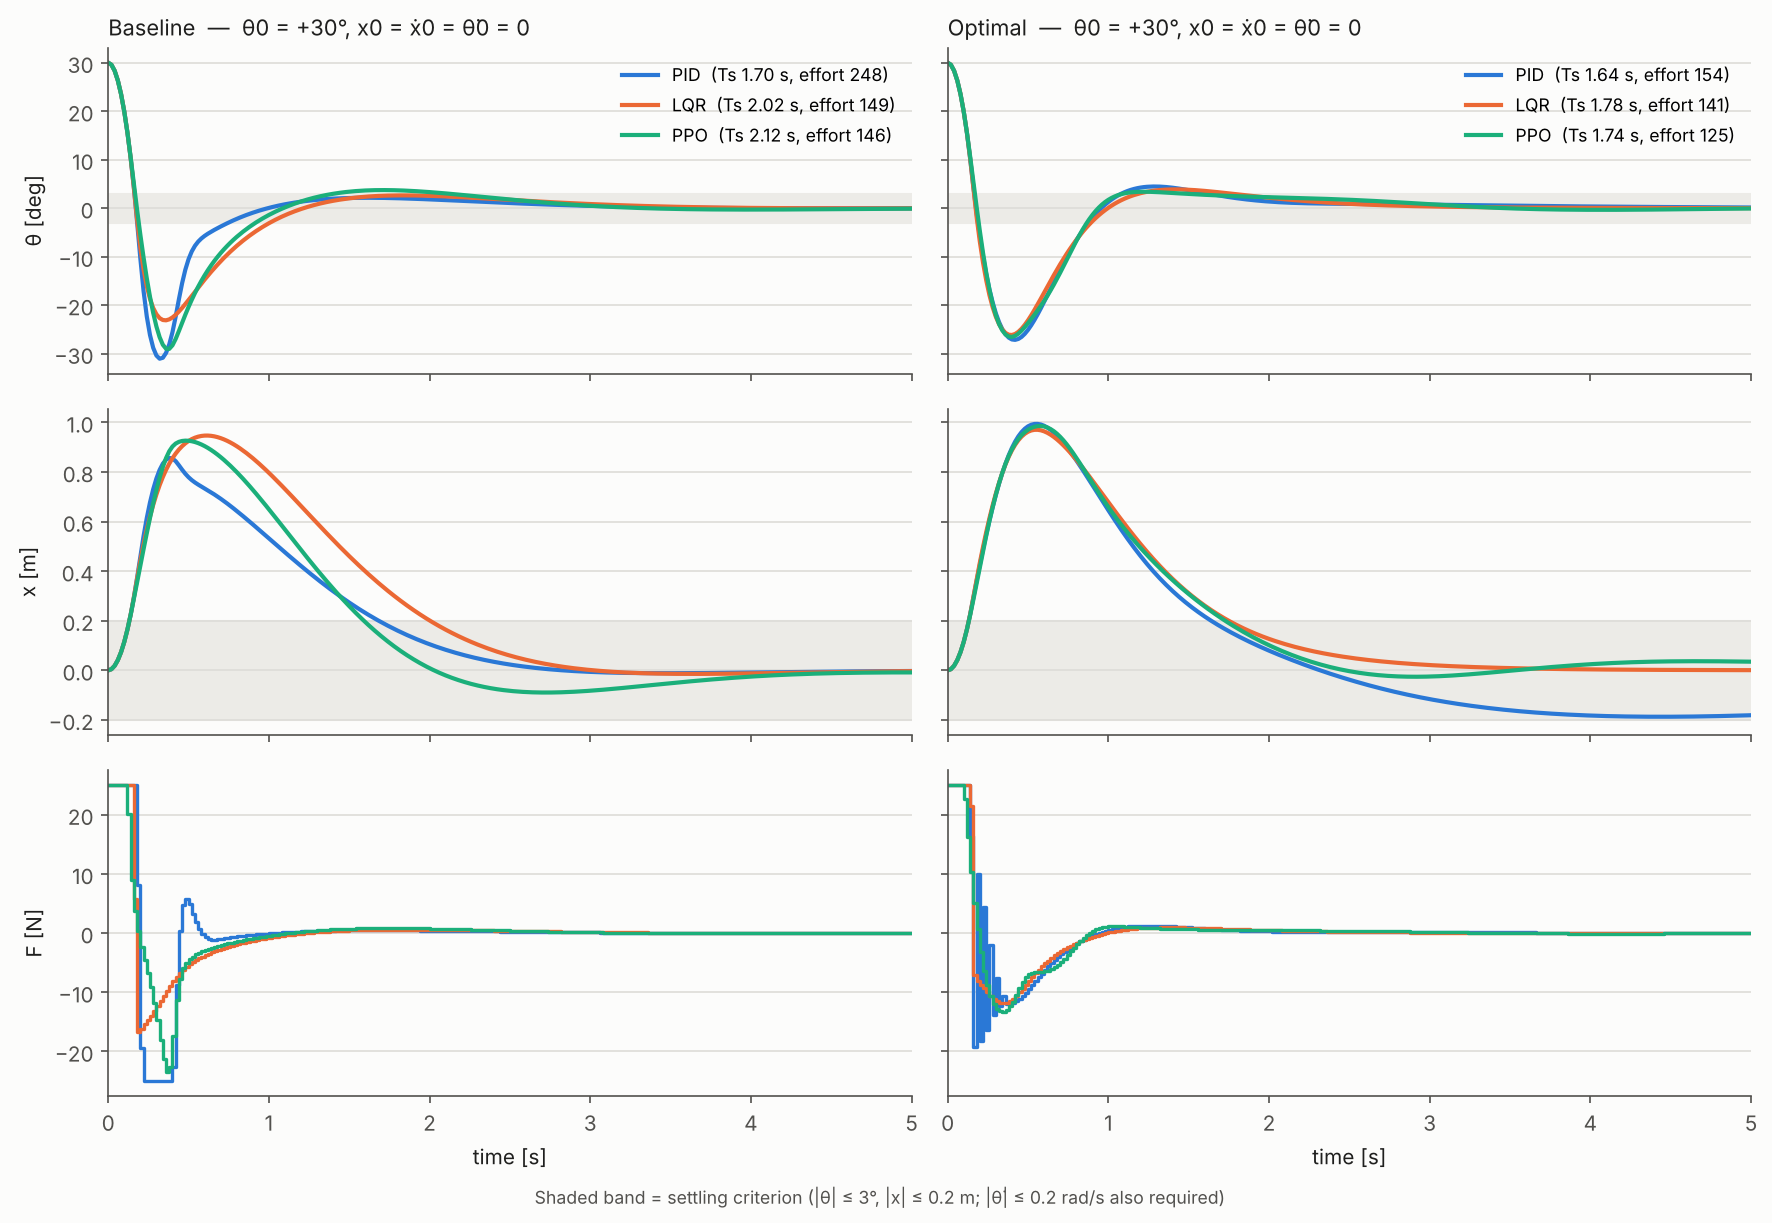 Baseline — θ0 = +30°, x0 = ẋ0 = θ̇0 = 0
Optimal — θ0 = +30°, x0 = ẋ0 = θ̇0 = 0
PID (Ts 1.70 s, effort 248)
LQR (Ts 2.02 s, effort 149)
PPO (Ts 2.12 s, effort 146)
PID (Ts 1.64 s, effort 154)
LQR (Ts 1.78 s, effort 141)
PPO (Ts 1.74 s, effort 125)
θ [deg]
30
20
10
0
−10
−20
−30
x [m]
1.0
0.8
0.6
0.4
0.2
0.0
−0.2
F [N]
20
10
0
−10
−20
0 1 2 3 4 5
0 1 2 3 4 5
time [s]
time [s]
Shaded band = settling criterion (|θ| ≤ 3°, |x| ≤ 0.2 m; |θ̇| ≤ 0.2 rad/s also required)